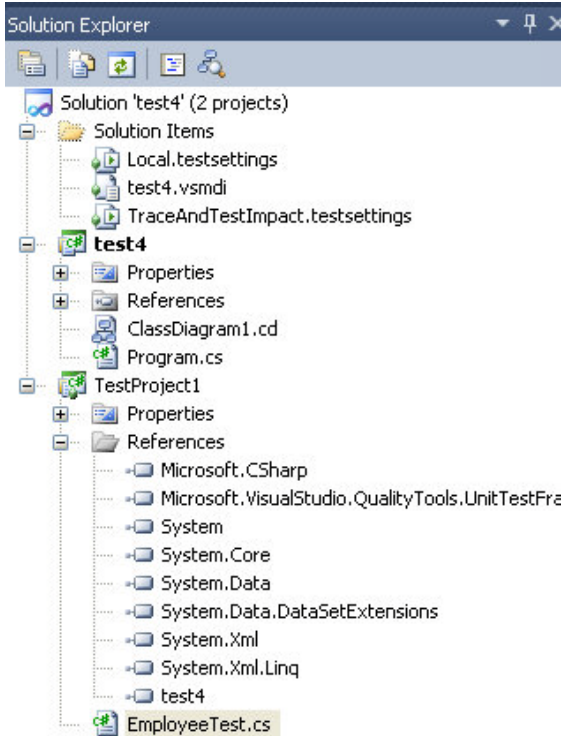 Solution Explorer
Solution 'test4' (2 projects)
Solution Items
Local.testsettings
test4.vsmdi
TraceAndTestImpact.testsettings
test4
Properties
References
ClassDiagram1.cd
Program.cs
TestProject1
Properties
References
Microsoft.CSharp
Microsoft.VisualStudio.QualityTools.UnitTestFra
System
System.Core
System.Data
System.Data.DataSetExtensions
System.Xml
System.Xml.Linq
test4
EmployeeTest.cs